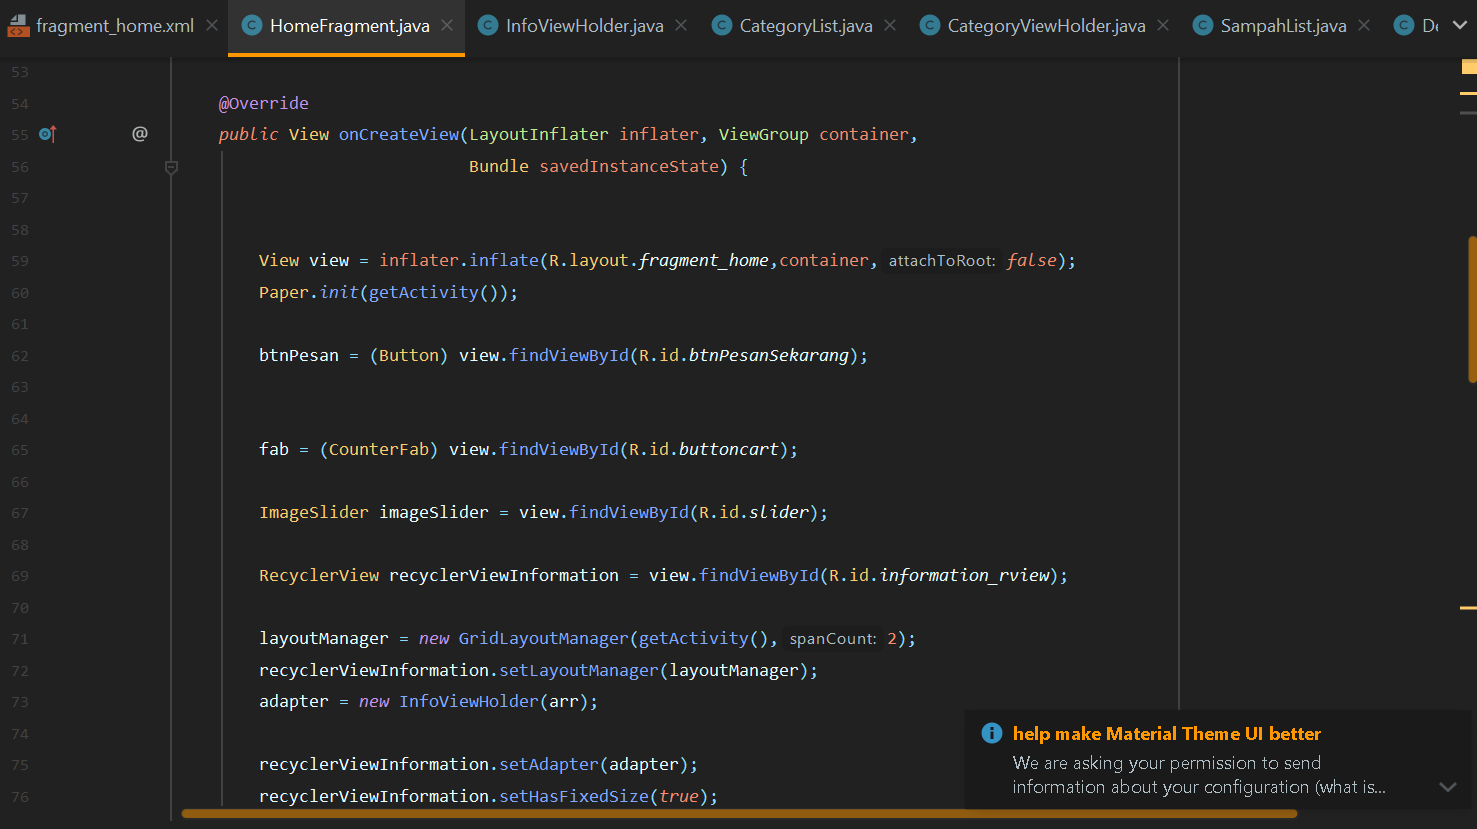 fragment_home.xml HomeFragment.java InfoViewHolder.java CategoryList.java CategoryViewHolder.java SampahList.java
53
54 @Override
55 @ public View onCreateView(LayoutInflater inflater, ViewGroup container,
56 Bundle savedInstanceState) {
57
58
59 View view = inflater.inflate(R.layout.fragment_home,container, attachToRoot: false);
60 Paper.init(getActivity());
61
62 btnPesan = (Button) view.findViewById(R.id.btnPesanSekarang);
63
64
65 fab = (CounterFab) view.findViewById(R.id.buttoncart);
66
67 ImageSlider imageSlider = view.findViewById(R.id.slider);
68
69 RecyclerView recyclerViewInformation = view.findViewById(R.id.information_rview);
70
71 layoutManager = new GridLayoutManager(getActivity(), spanCount: 2);
72 recyclerViewInformation.setLayoutManager(layoutManager);
73 adapter = new InfoViewHolder(arr);
74
75 recyclerViewInformation.setAdapter(adapter);
76 recyclerViewInformation.setHasFixedSize(true);
help make Material Theme UI better
We are asking your permission to send
information about your configuration (what is...